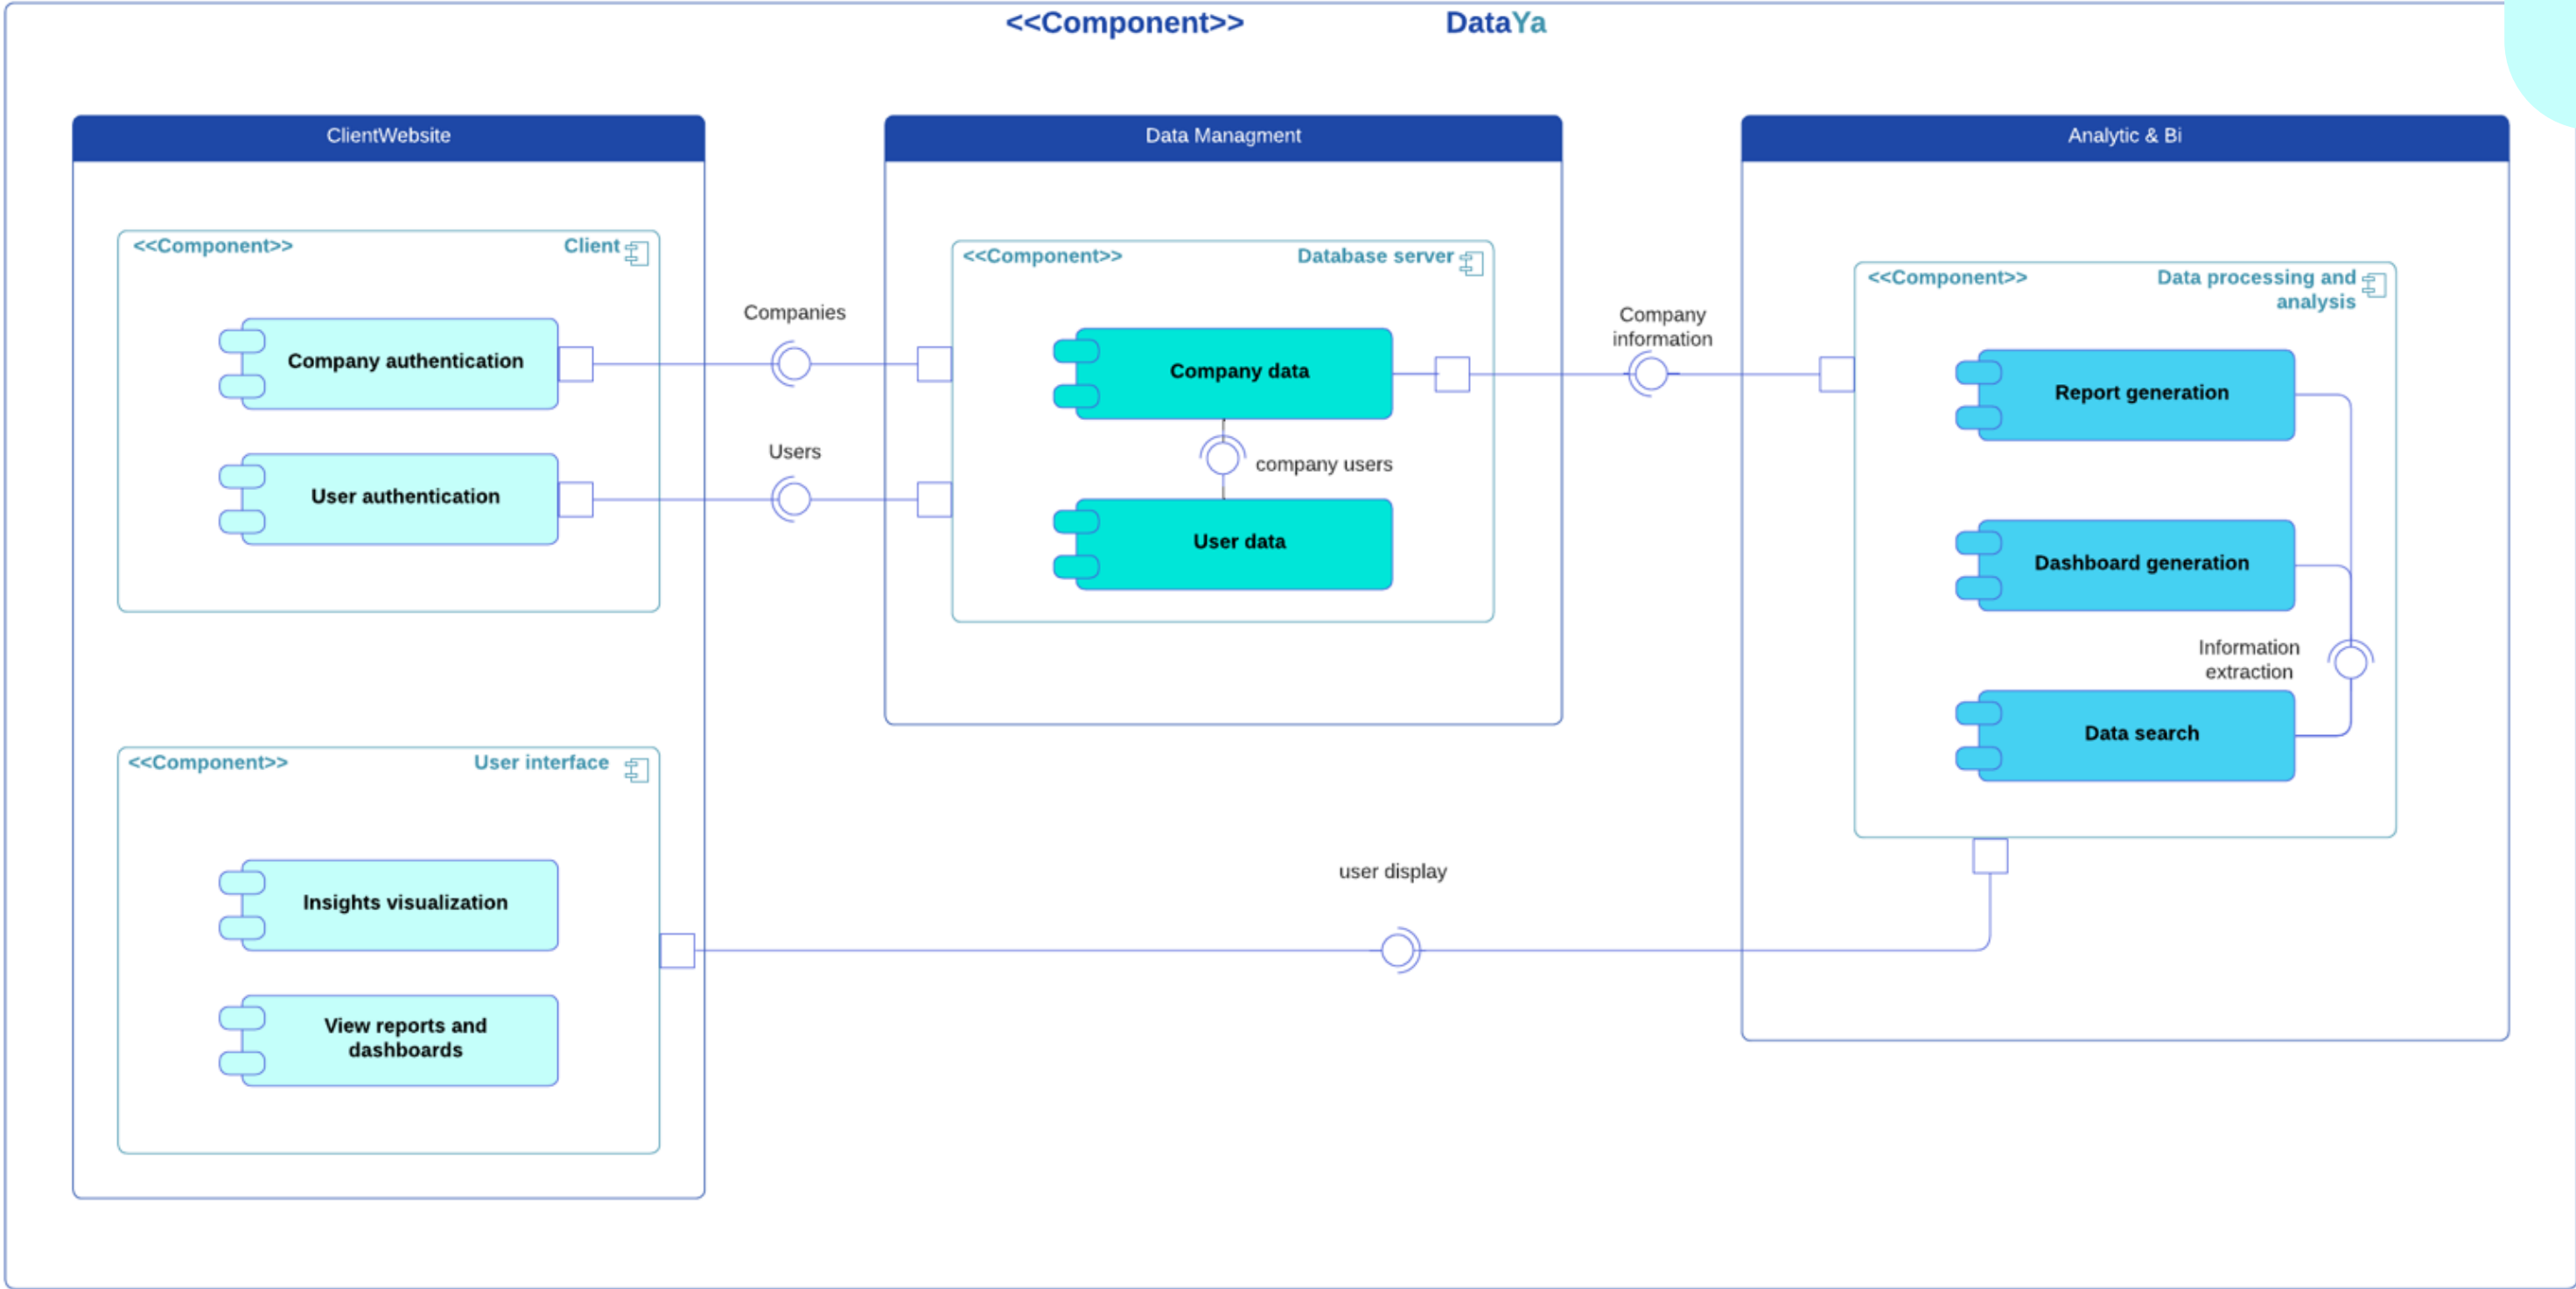 <<Component>> DataYa
ClientWebsite
<<Component>> Client
Company authentication
User authentication
<<Component>> User interface
Insights visualization
View reports and
dashboards
Companies
Users
Data Managment
<<Component>> Database server
Company data
company users
User data
Company
information
user display
Analytic & Bi
<<Component>> Data processing and
analysis
Report generation
Dashboard generation
Information
extraction
Data search